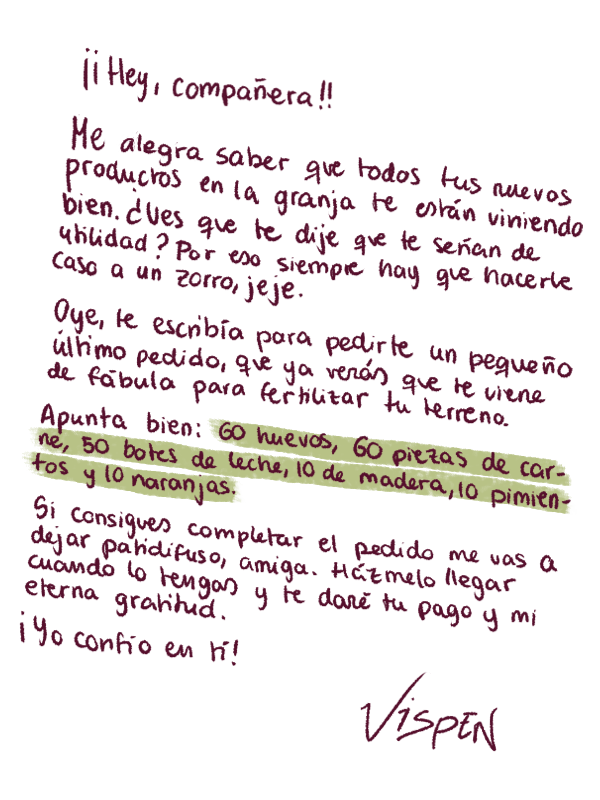 ¡¡Hey, compañera!!
Me alegra saber que todos tus nuevos
productos en la granja te están viniendo
bien. ¿Ves que te dije que te serían de
utilidad? Por eso siempre hay que hacerle
caso a un zorro, jeje.
Oye, te escribía para pedirte un pequeño
último pedido, que ya verás que te viene
de fábula para fertilizar tu terreno.
Apunta bien: 60 huevos, 60 piezas de car-
ne, 50 botes de leche, 10 de madera, 10 pimien-
tos y 10 naranjas.
Si consigues completar el pedido me vas a
dejar patidifuso, amiga. Házmelo llegar
cuando lo tengas y te daré tu pago y mi
eterna gratitud.
¡Yo confío en tí!
Vispen